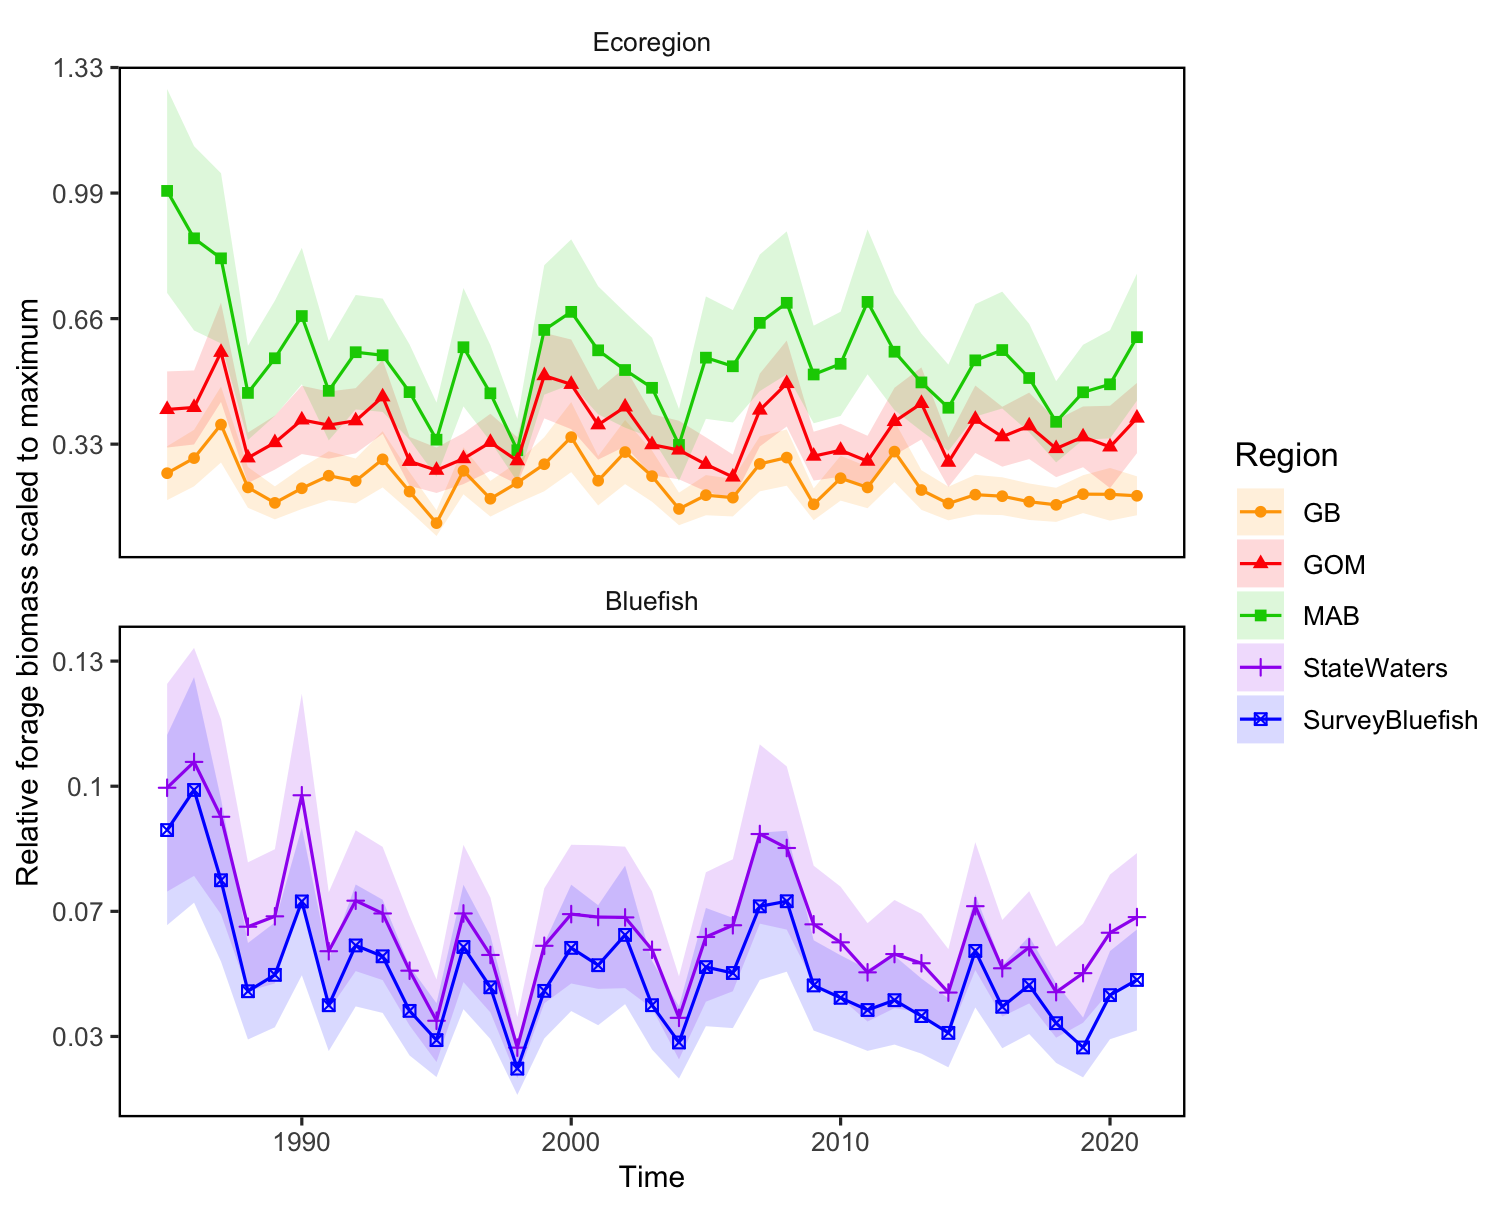 Ecoregion
1.33
0.99
0.66
0.33
Bluefish
0.13
0.1
0.07
0.03
1990
2000
2010
2020
Time
Relative forage biomass scaled to maximum
Region
GB
GOM
MAB
StateWaters
SurveyBluefish